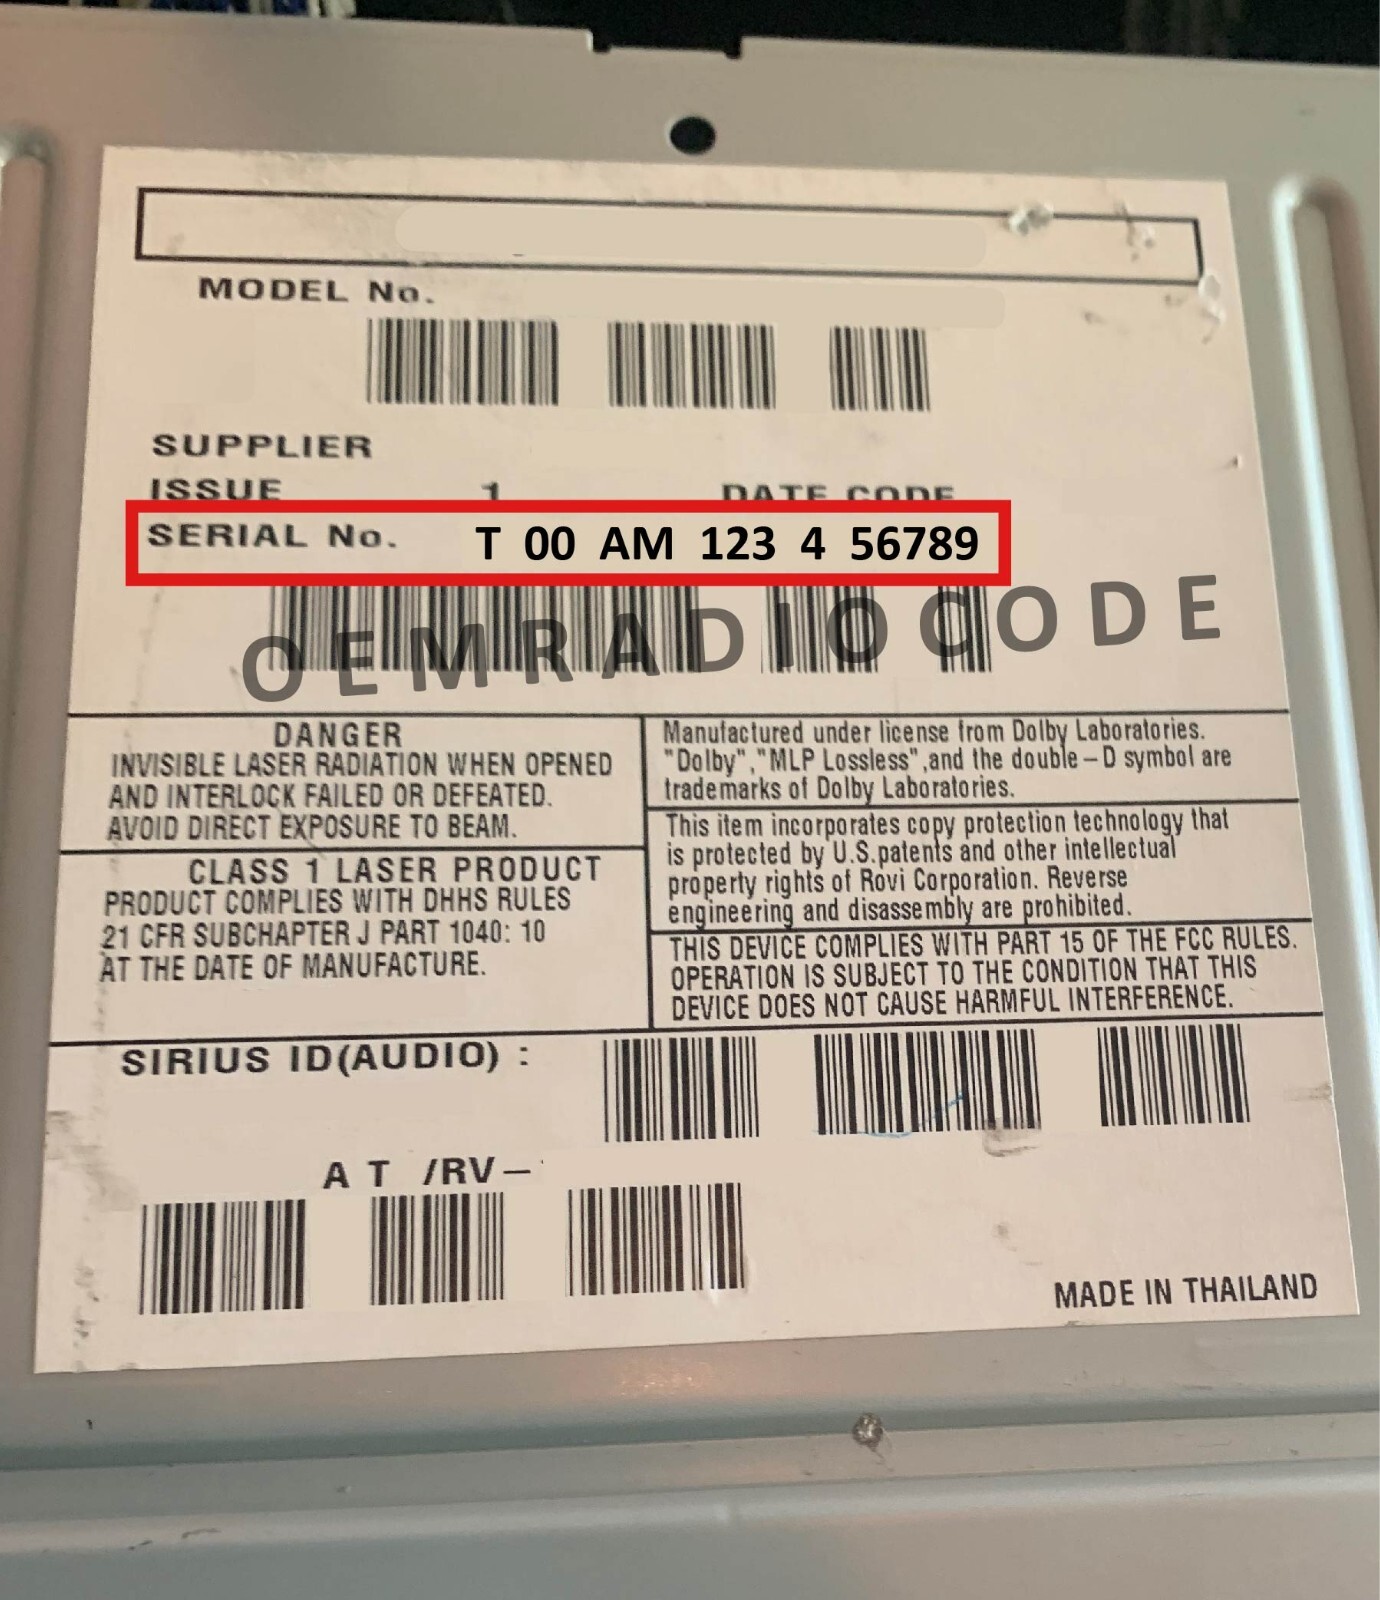 MODEL No.
SUPPLIER
ISSUE 1 DATE CODE
SERIAL No. T 00 AM 123 4 56789
OEMRADIOCODE
DANGER
INVISIBLE LASER RADIATION WHEN OPENED
AND INTERLOCK FAILED OR DEFEATED.
AVOID DIRECT EXPOSURE TO BEAM.
CLASS 1 LASER PRODUCT
PRODUCT COMPLIES WITH DHHS RULES
21 CFR SUBCHAPTER J PART 1040: 10
AT THE DATE OF MANUFACTURE.
Manufactured under license from Dolby Laboratories.
"Dolby","MLP Lossless",and the double-D symbol are
trademarks of Dolby Laboratories.
This item incorporates copy protection technology that
is protected by U.S.patents and other intellectual
property rights of Rovi Corporation. Reverse
engineering and disassembly are prohibited.
THIS DEVICE COMPLIES WITH PART 15 OF THE FCC RULES.
OPERATION IS SUBJECT TO THE CONDITION THAT THIS
DEVICE DOES NOT CAUSE HARMFUL INTERFERENCE.
SIRIUS ID(AUDIO) :
A T /RV-
MADE IN THAILAND